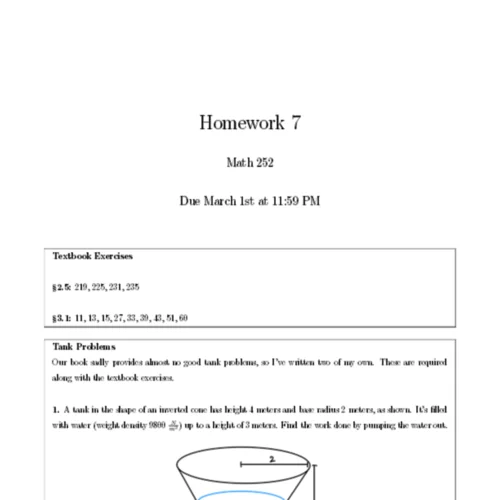 Homework 7
Math 252
Due March 1st at 11:59 PM
Textbook Exercises
§2.5: 219, 225, 231, 235
§3.1: 11, 13, 15, 27, 33, 39, 43, 51, 60
Tank Problems
Our book sadly provides almost no good tank problems, so I've written two of my own. These are required
along with the textbook exercises.
1. A tank in the shape of an inverted cone has height 4 meters and base radius 2 meters, as shown. It's filled
with water (weight density 9800 N/m³) up to a height of 3 meters. Find the work done by pumping the water out.
2